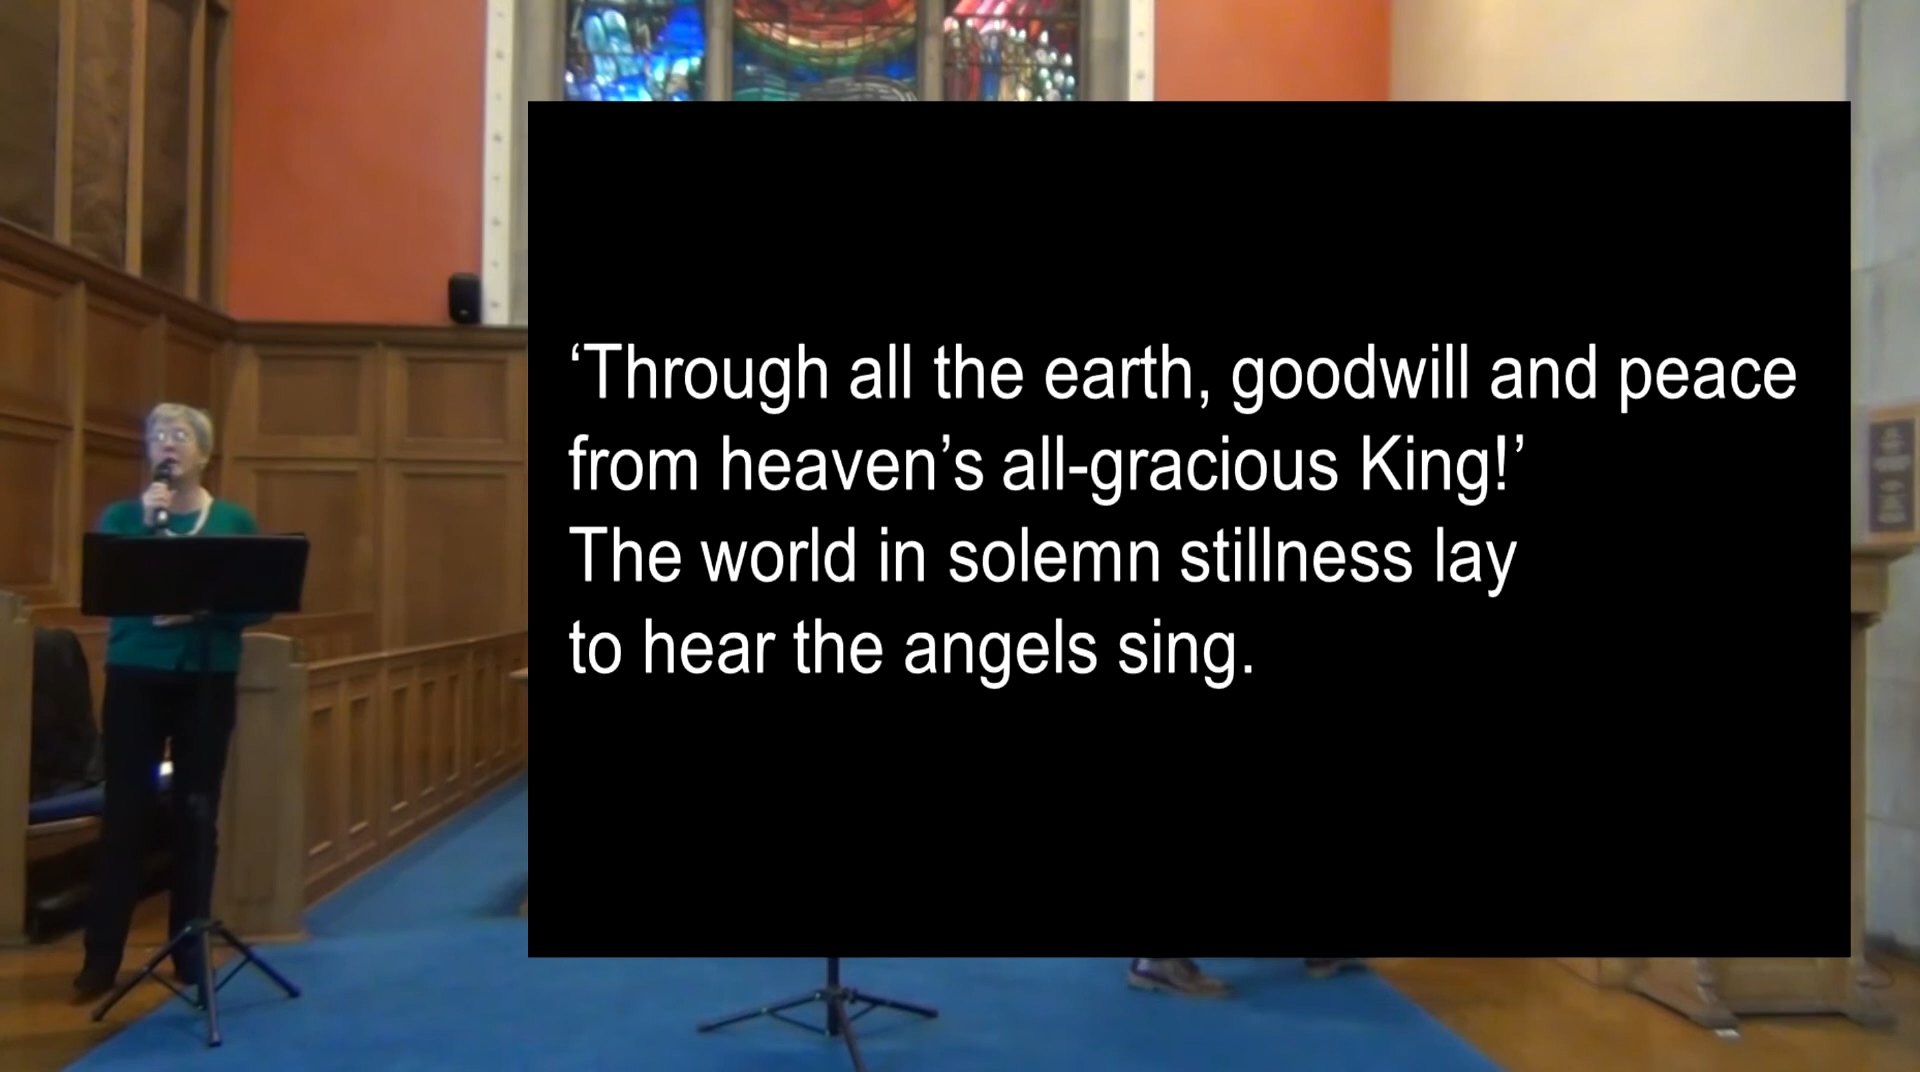 ‘Through all the earth, goodwill and peace
from heaven’s all-gracious King!’
The world in solemn stillness lay
to hear the angels sing.